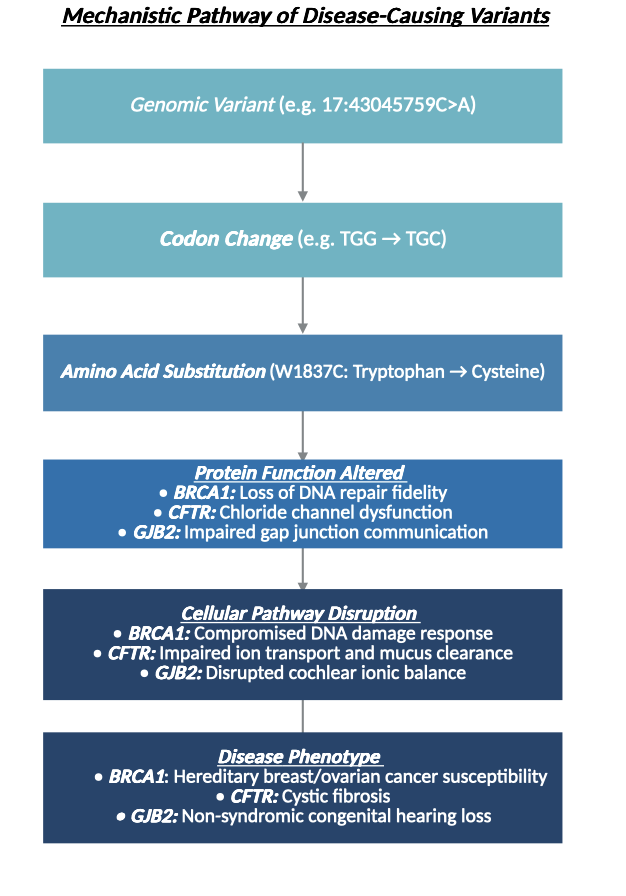 Mechanistic Pathway of Disease-Causing Variants
Genomic Variant (e.g. 17:43045759C>A)
Codon Change (e.g. TGG → TGC)
Amino Acid Substitution (W1837C: Tryptophan → Cysteine)
Protein Function Altered
• BRCA1: Loss of DNA repair fidelity
• CFTR: Chloride channel dysfunction
• GJB2: Impaired gap junction communication
Cellular Pathway Disruption
• BRCA1: Compromised DNA damage response
• CFTR: Impaired ion transport and mucus clearance
• GJB2: Disrupted cochlear ionic balance
Disease Phenotype
• BRCA1: Hereditary breast/ovarian cancer susceptibility
• CFTR: Cystic fibrosis
• GJB2: Non-syndromic congenital hearing loss